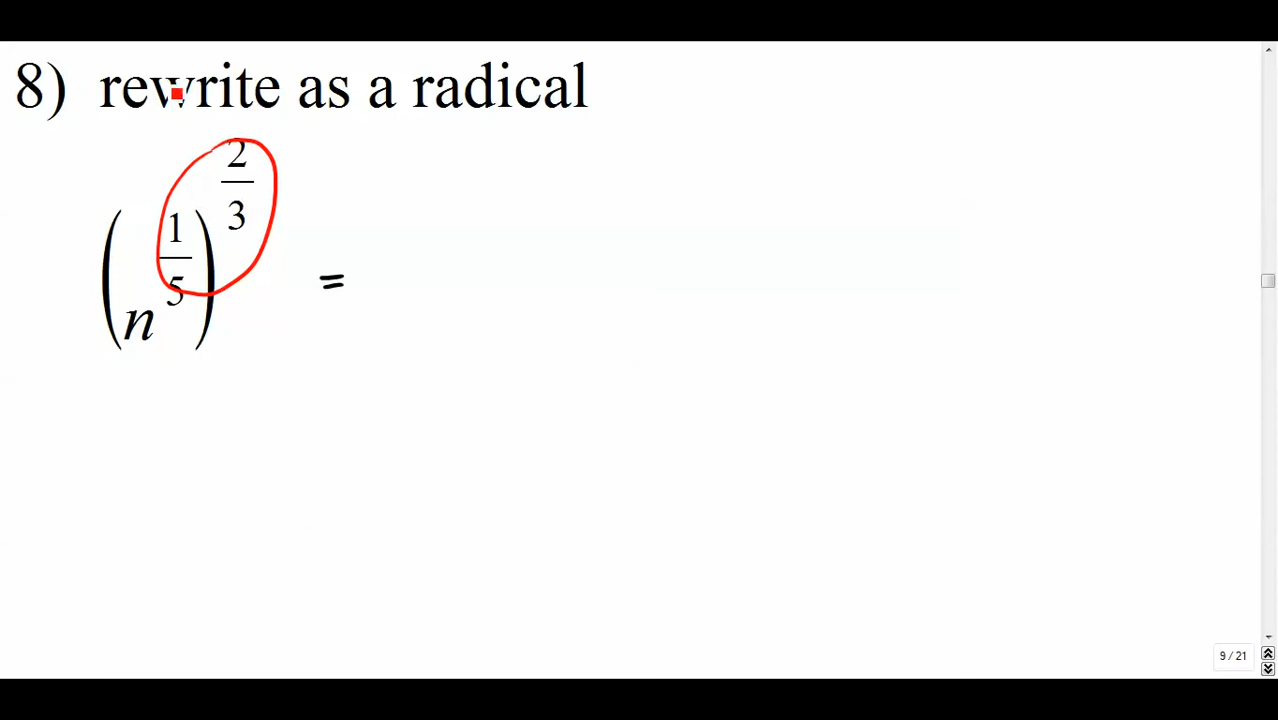 8) rewrite as a radical
(n^{1/5})^{2/3} =
9 / 21